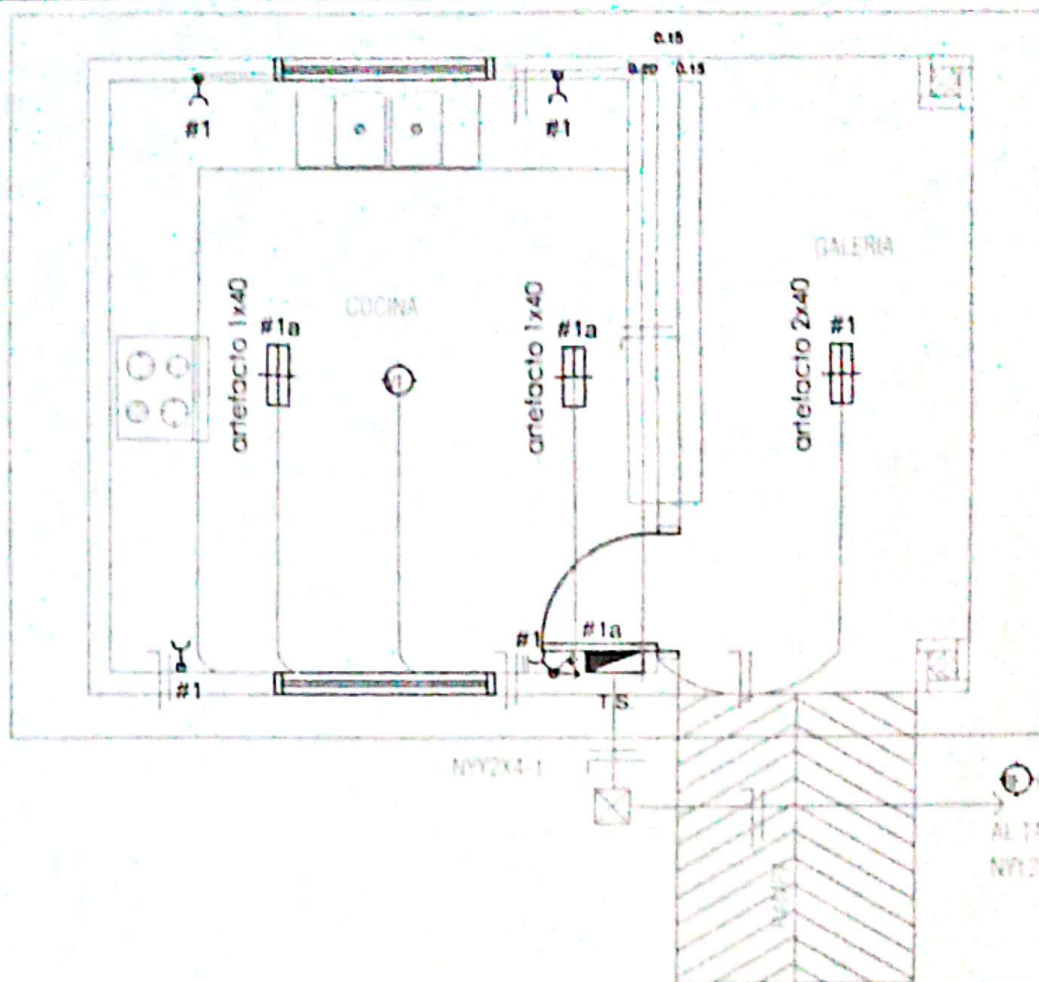 0.15
0.20 0.15
#1
#1
GALERIA
COCINA
artefacto 1x40
#1a
artefacto 1x40
#1a
artefacto 2x40
#1
#1
#1
#1a
T.S.
NYY2X4-1